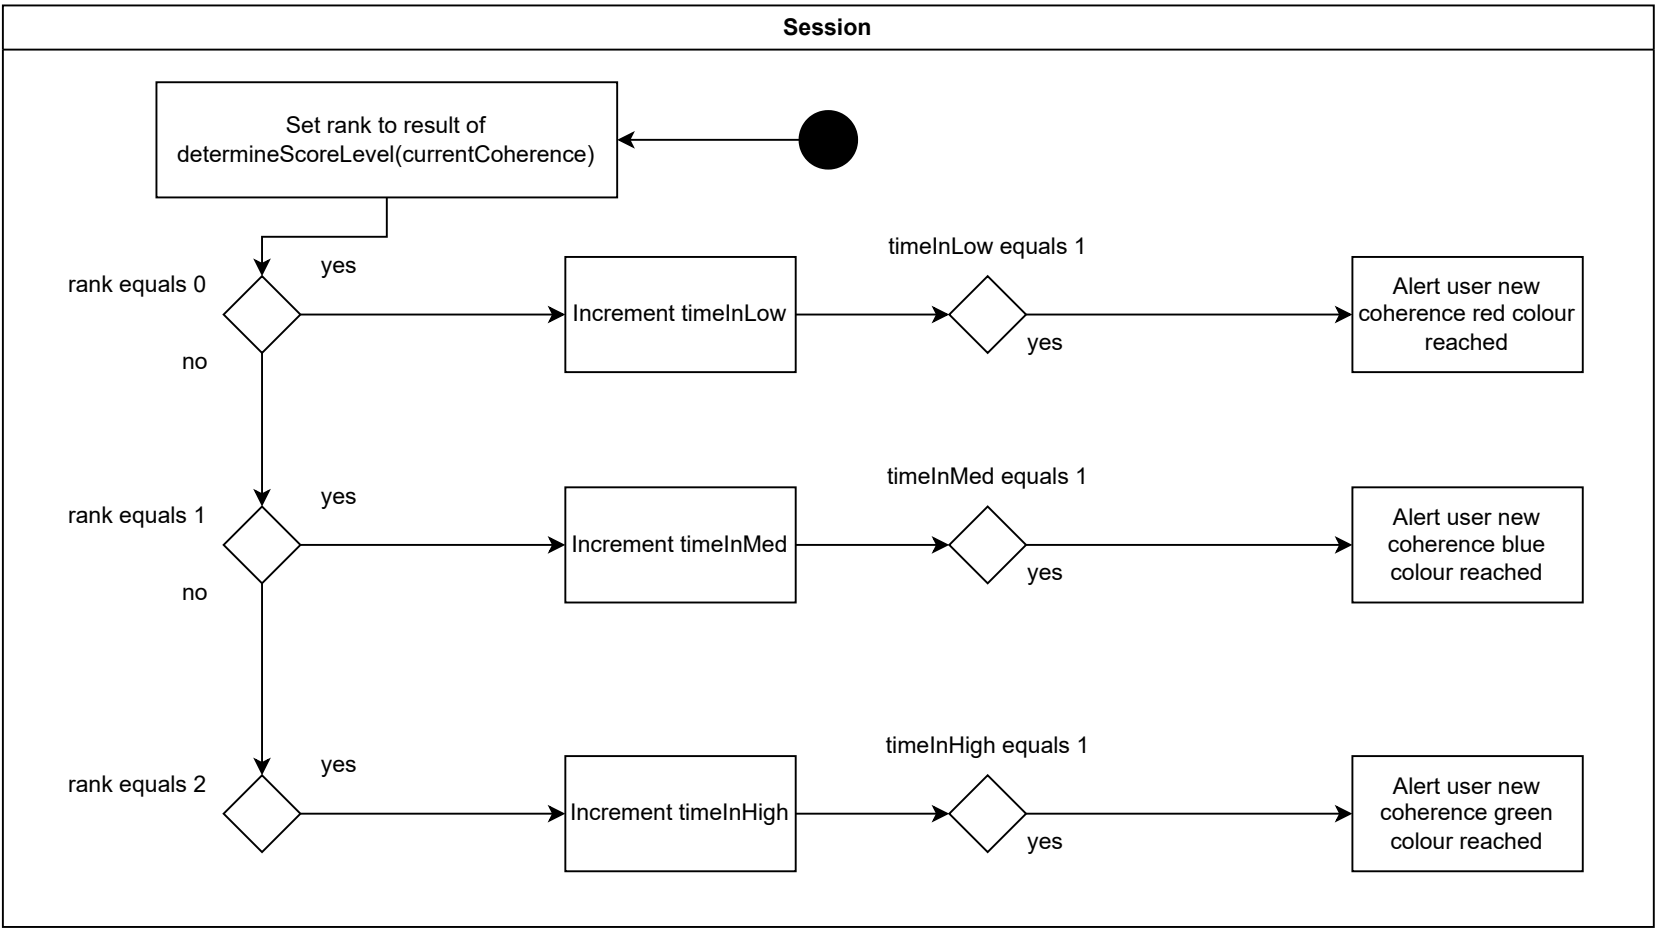 Session
Set rank to result of
determineScoreLevel(currentCoherence)
rank equals 0
yes
no
Increment timeInLow
timeInLow equals 1
yes
Alert user new
coherence red colour
reached
rank equals 1
yes
no
Increment timeInMed
timeInMed equals 1
yes
Alert user new
coherence blue
colour reached
rank equals 2
yes
Increment timeInHigh
timeInHigh equals 1
yes
Alert user new
coherence green
colour reached